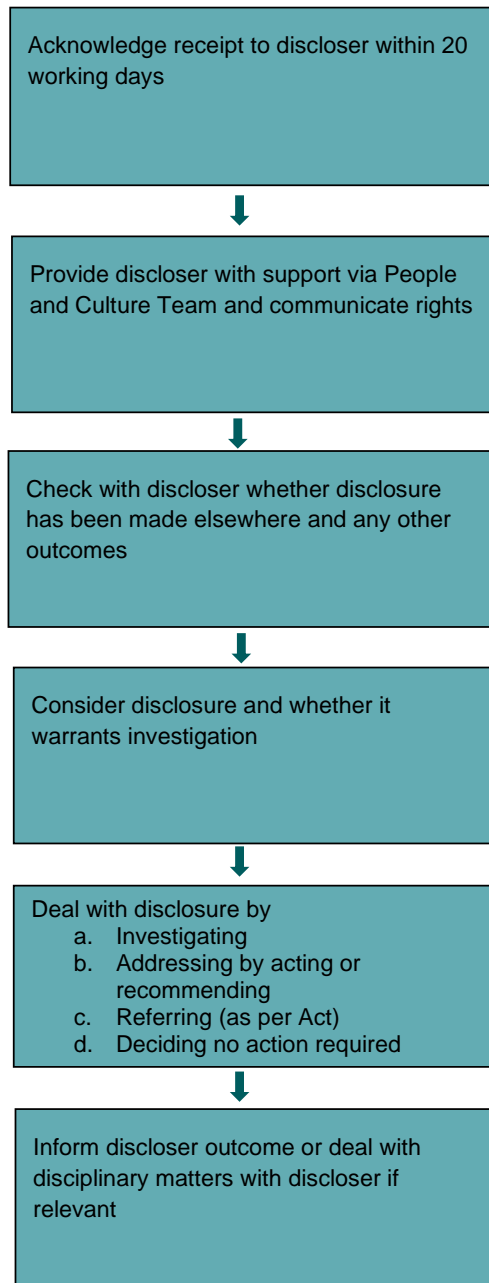 Acknowledge receipt to discloser within 20
working days
Provide discloser with support via People
and Culture Team and communicate rights
Check with discloser whether disclosure
has been made elsewhere and any other
outcomes
Consider disclosure and whether it
warrants investigation
Deal with disclosure by
a. Investigating
b. Addressing by acting or
recommending
c. Referring (as per Act)
d. Deciding no action required
Inform discloser outcome or deal with
disciplinary matters with discloser if
relevant